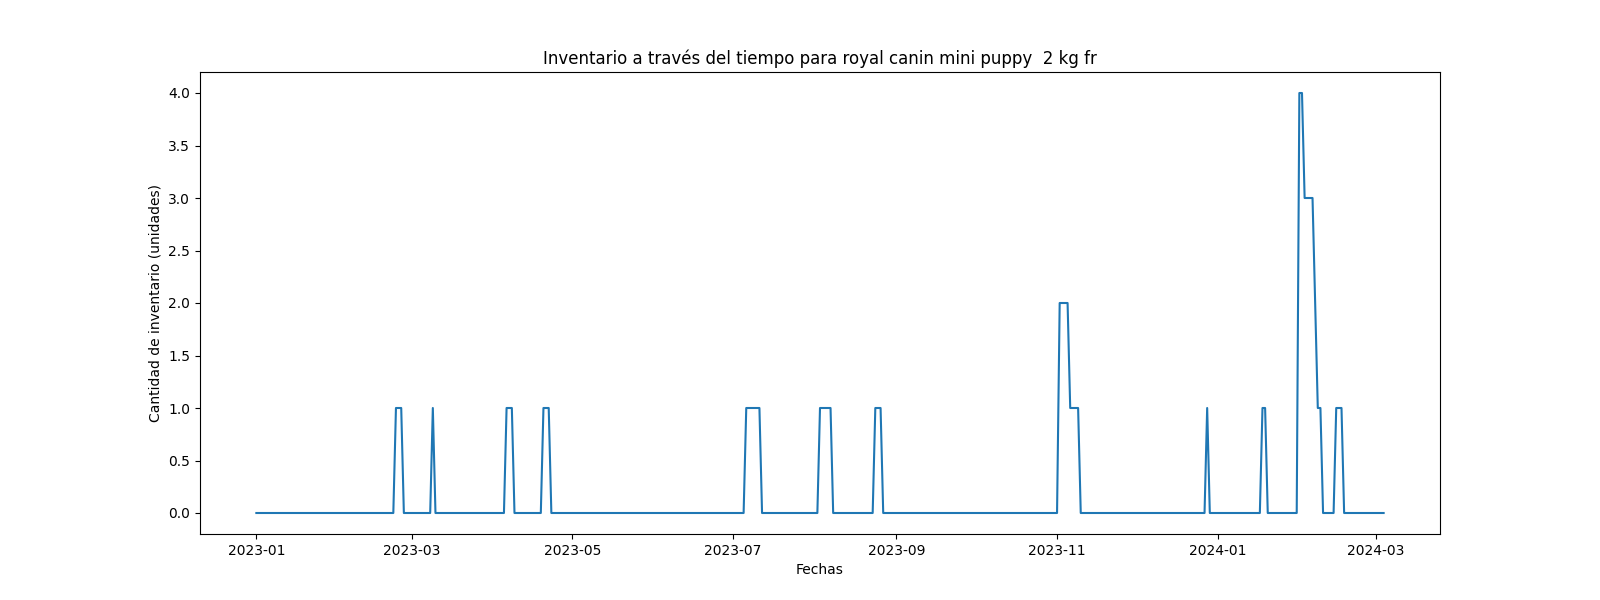 Inventario a través del tiempo para royal canin mini puppy  2 kg fr
Cantidad de inventario (unidades)
4.0
3.5
3.0
2.5
2.0
1.5
1.0
0.5
0.0
2023-01 2023-03 2023-05 2023-07 2023-09 2023-11 2024-01 2024-03
Fechas